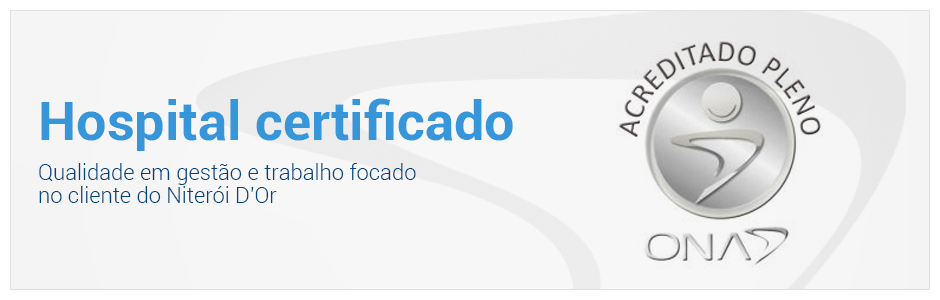 Hospital certificado
Qualidade em gestão e trabalho focado
no cliente do Niterói D'Or
ACREDITADO PLENO
ONA